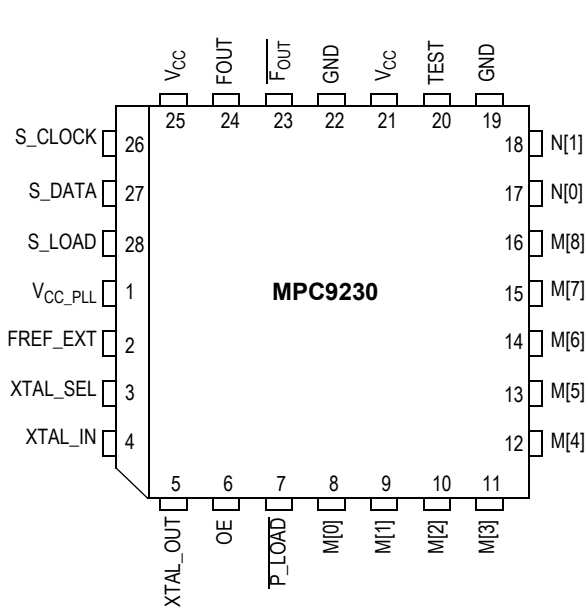 VCC FOUT FOUT GND VCC TEST GND
25 24 23 22 21 20 19
S_CLOCK 26 18 N[1]
S_DATA 27 17 N[0]
S_LOAD 28 16 M[8]
VCC_PLL 1 MPC9230 15 M[7]
FREF_EXT 2 14 M[6]
XTAL_SEL 3 13 M[5]
XTAL_IN 4 12 M[4]
5 6 7 8 9 10 11
XTAL_OUT OE P_LOAD M[0] M[1] M[2] M[3]